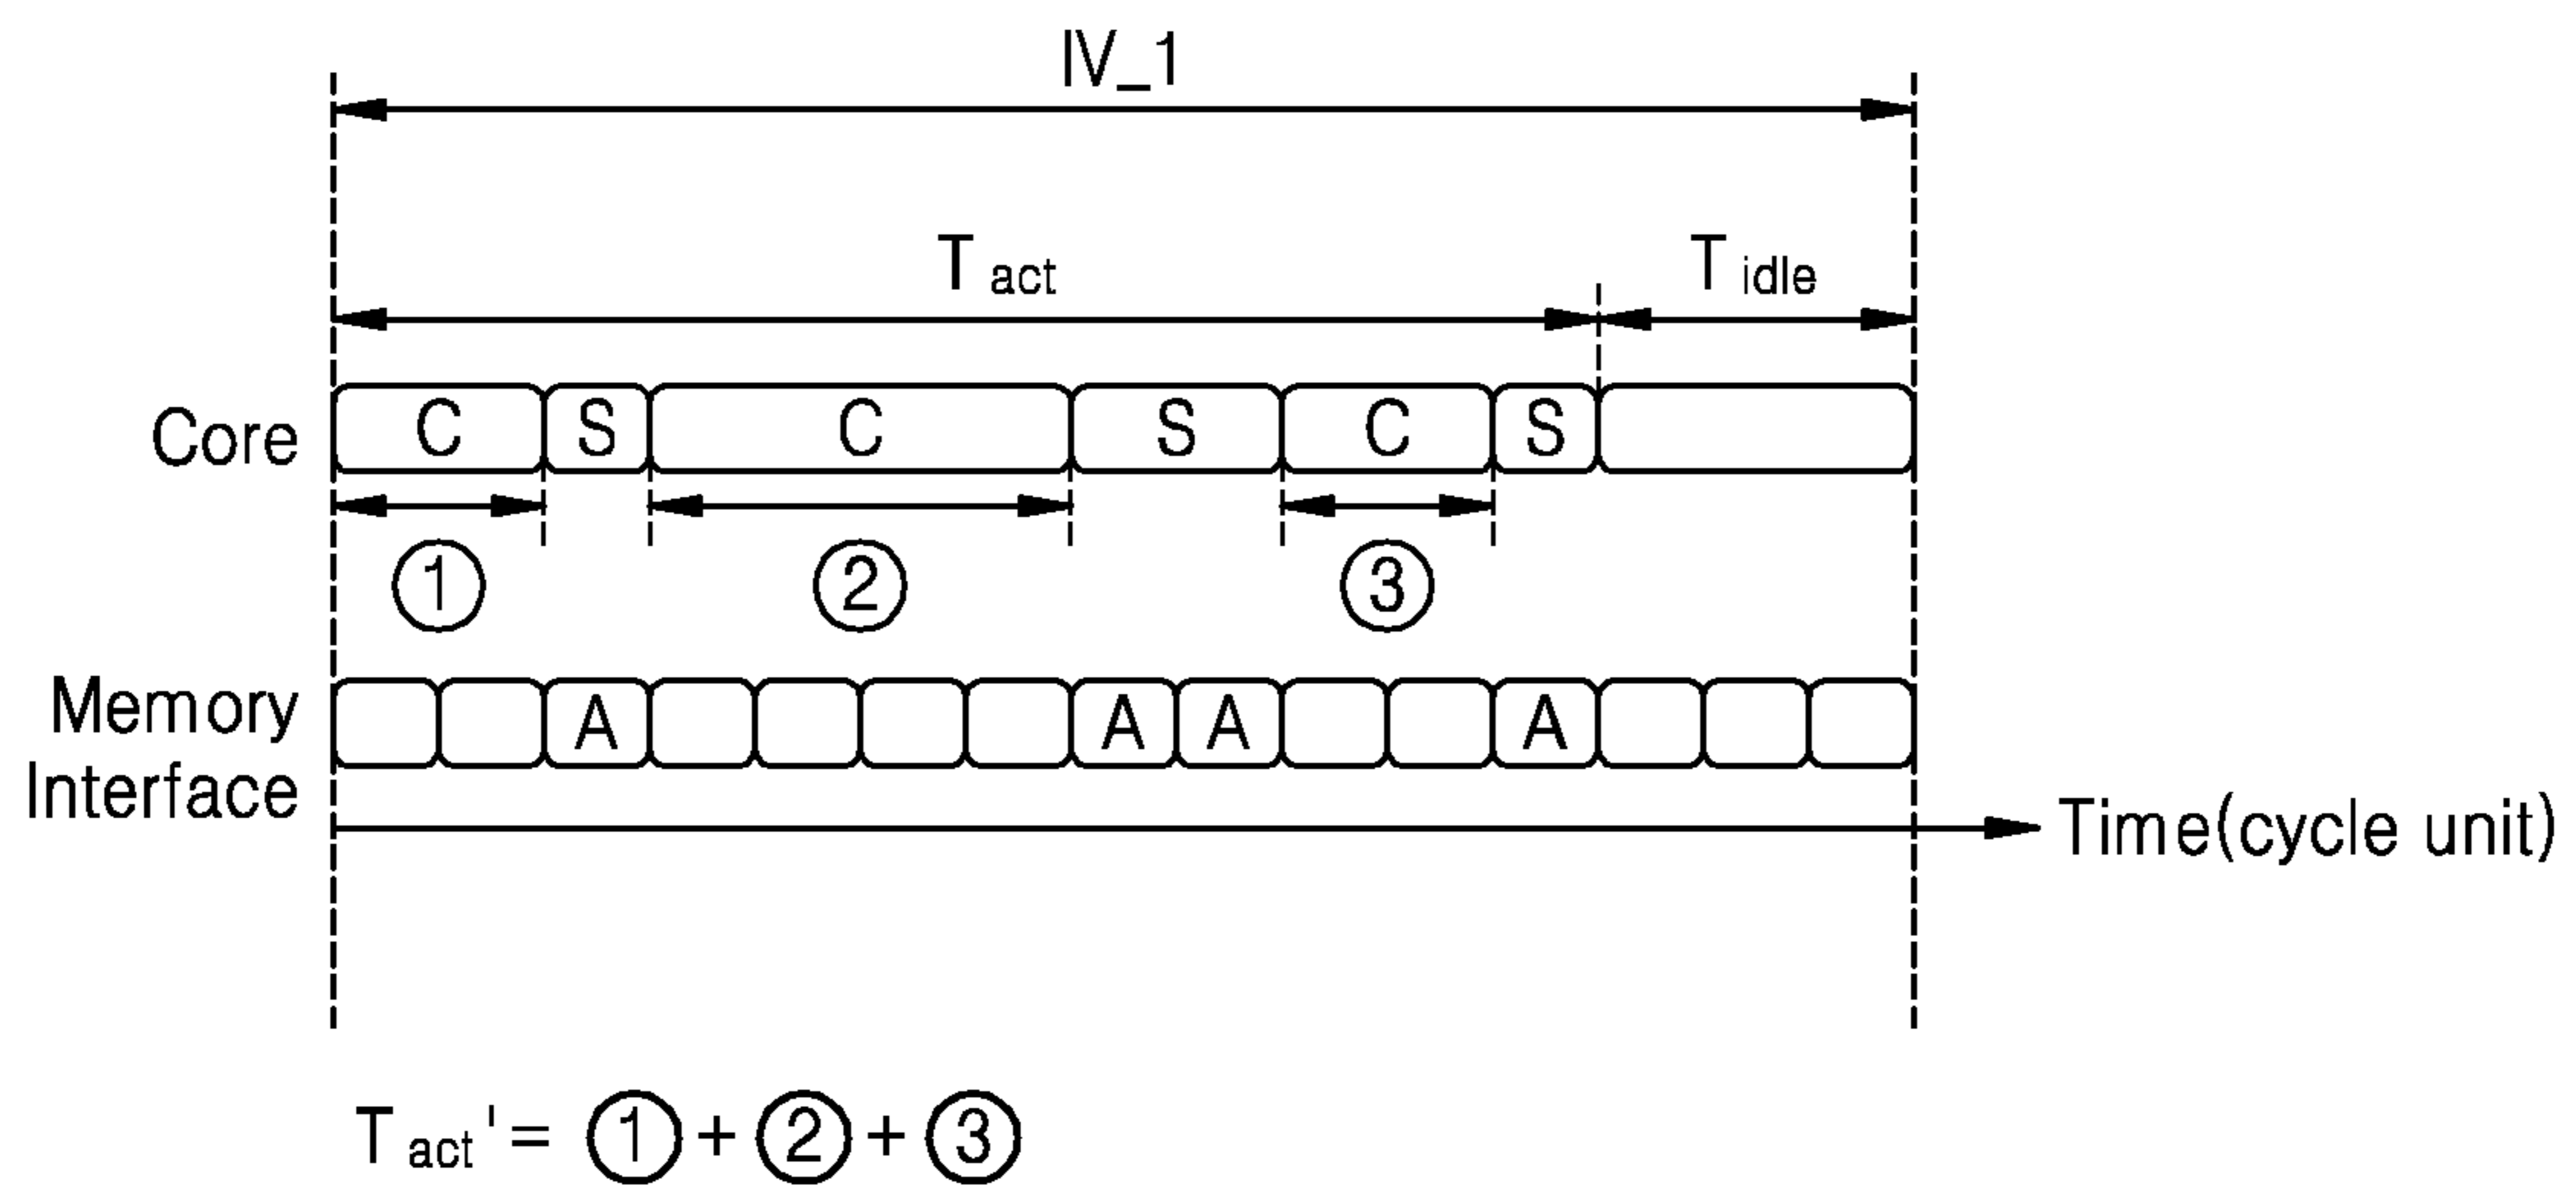 IV_1
T act T idle
Core C S C S C S
① ② ③
Memory Interface A A A A
Time(cycle unit)
T act '= ① + ② + ③